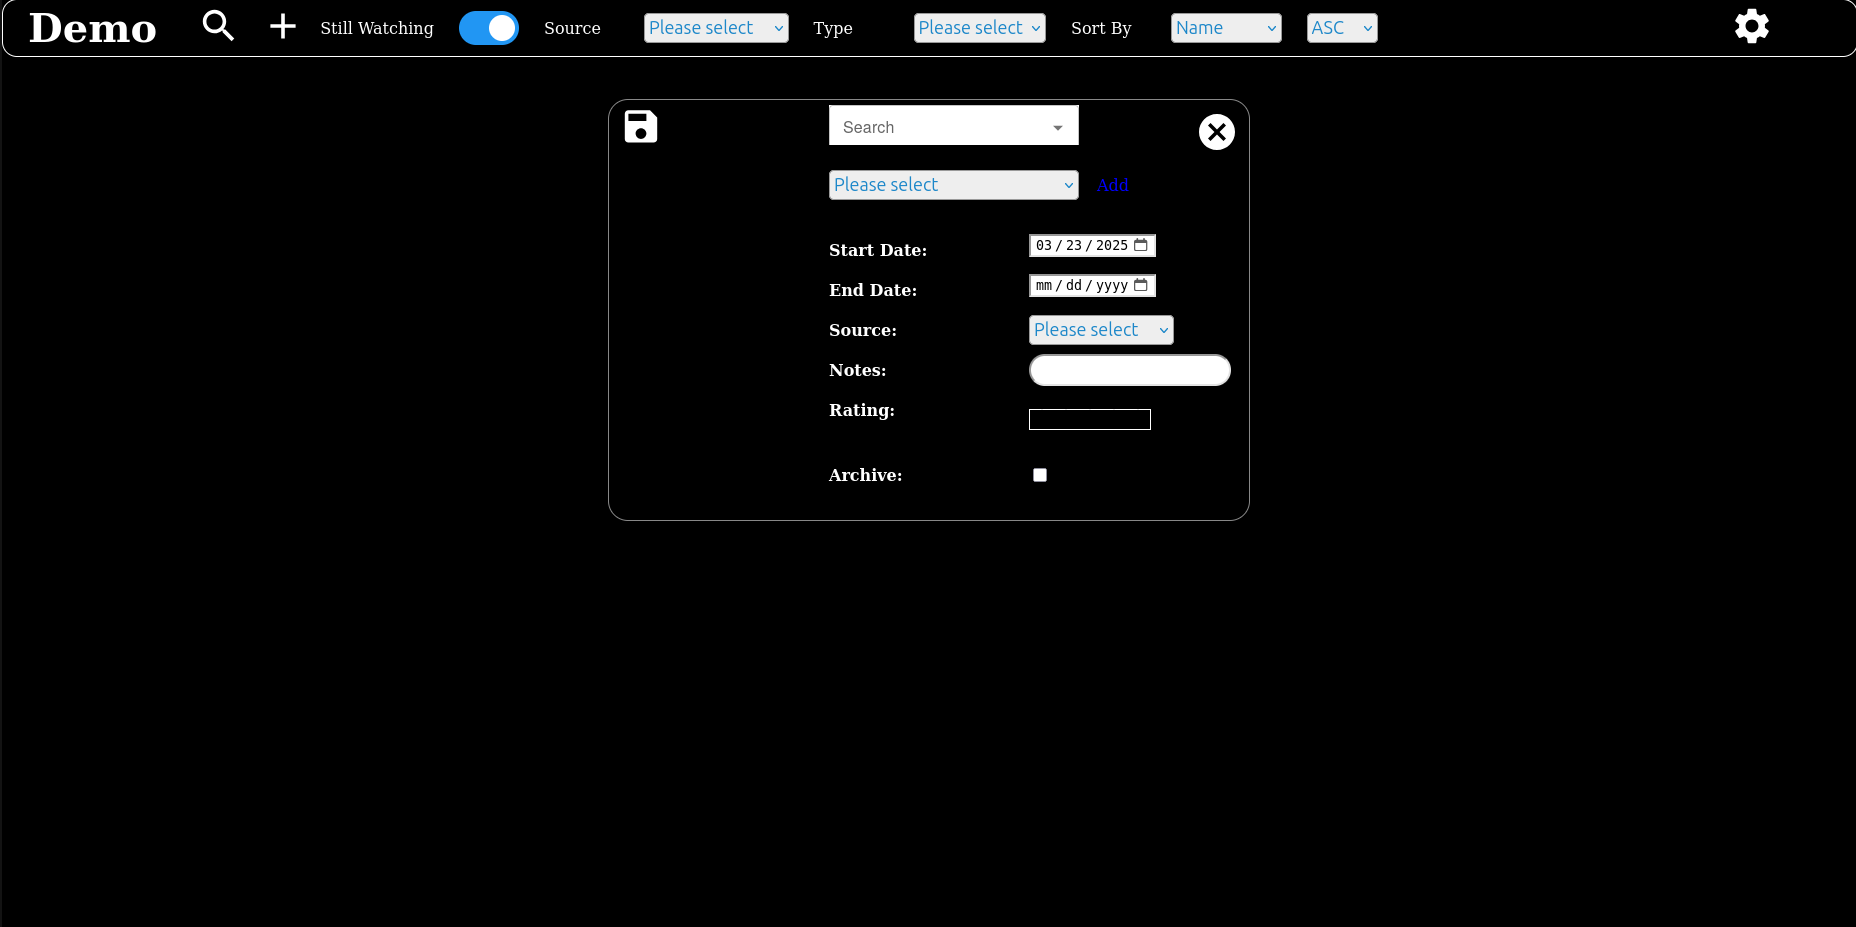 Demo Still Watching Source Please select Type Please select Sort By Name ASC
Search
Please select Add
Start Date: 03/23/2025
End Date: mm/dd/yyyy
Source: Please select
Notes:
Rating:
Archive: